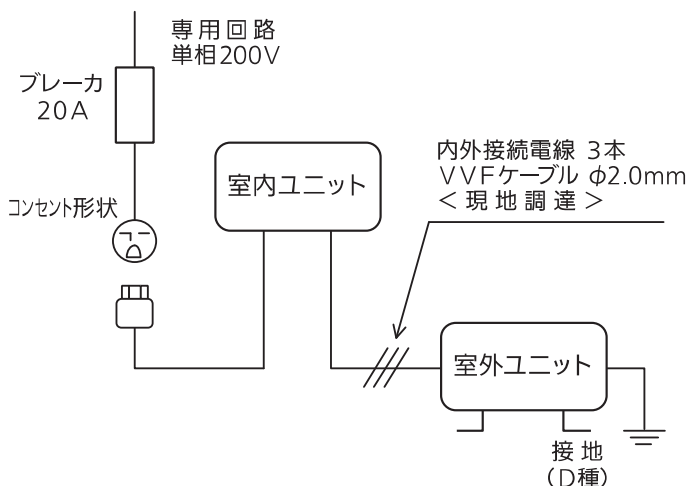 専用回路
単相200V
ブレーカ
20A
コンセント形状
室内ユニット
内外接続電線 3本
VVFケーブル φ2.0mm
＜現地調達＞
室外ユニット
接地
(D種)